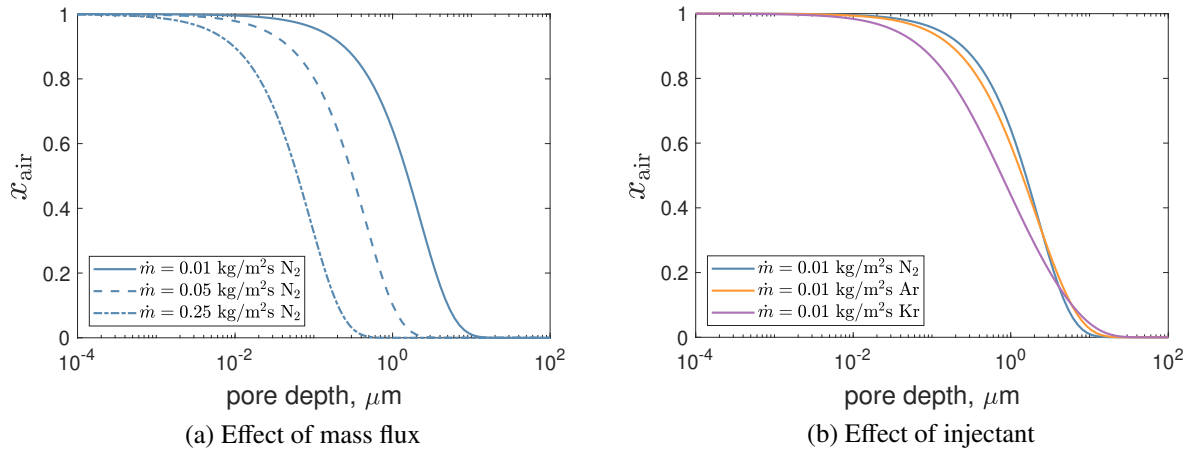 1
0.8
0.6
0.4
0.2
0
x_air
ṁ = 0.01 kg/m²s N₂
ṁ = 0.05 kg/m²s N₂
ṁ = 0.25 kg/m²s N₂
10⁻⁴ 10⁻² 10⁰ 10²
pore depth, μm
(a) Effect of mass flux
1
0.8
0.6
0.4
0.2
0
x_air
ṁ = 0.01 kg/m²s N₂
ṁ = 0.01 kg/m²s Ar
ṁ = 0.01 kg/m²s Kr
10⁻⁴ 10⁻² 10⁰ 10²
pore depth, μm
(b) Effect of injectant